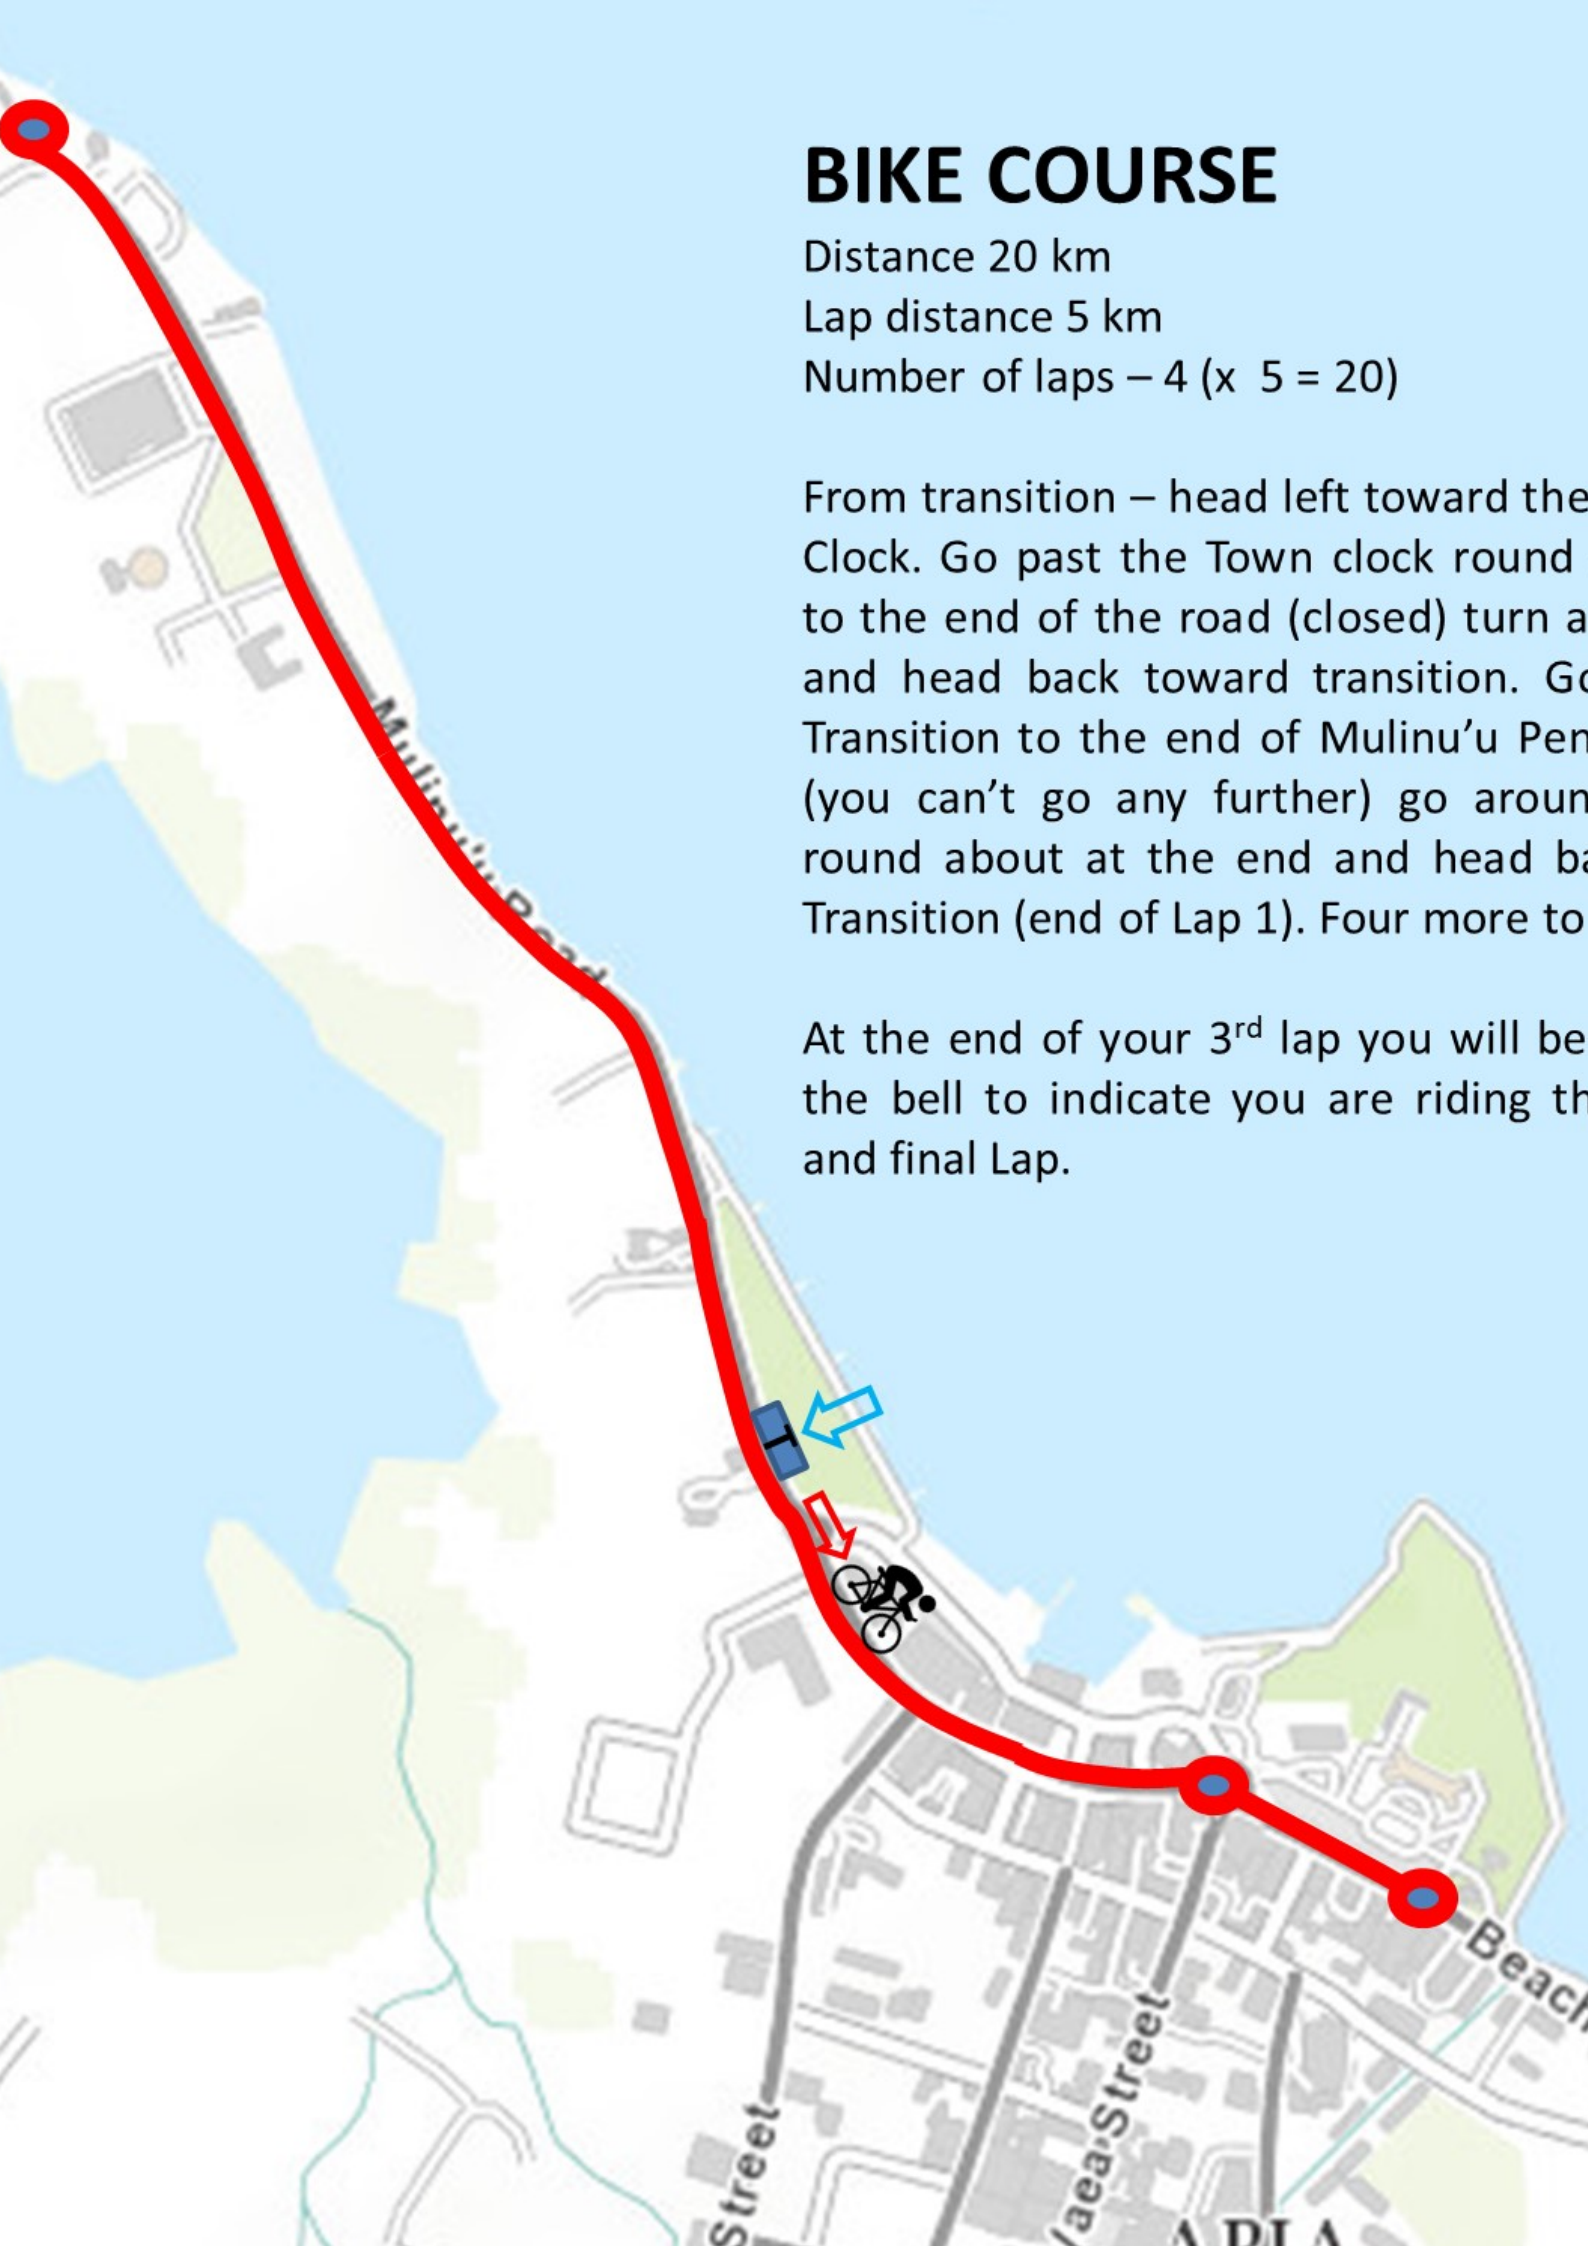 BIKE COURSE
Distance 20 km
Lap distance 5 km
Number of laps – 4 (x 5 = 20)
From transition – head left toward the
Clock. Go past the Town clock round
to the end of the road (closed) turn a
and head back toward transition. Go
Transition to the end of Mulinu’u Pen
(you can’t go any further) go aroun
round about at the end and head ba
Transition (end of Lap 1). Four more to
At the end of your 3rd lap you will be
the bell to indicate you are riding th
and final Lap.
Mulinu'u Road
T
Beach
Street
Vaea Street
APIA